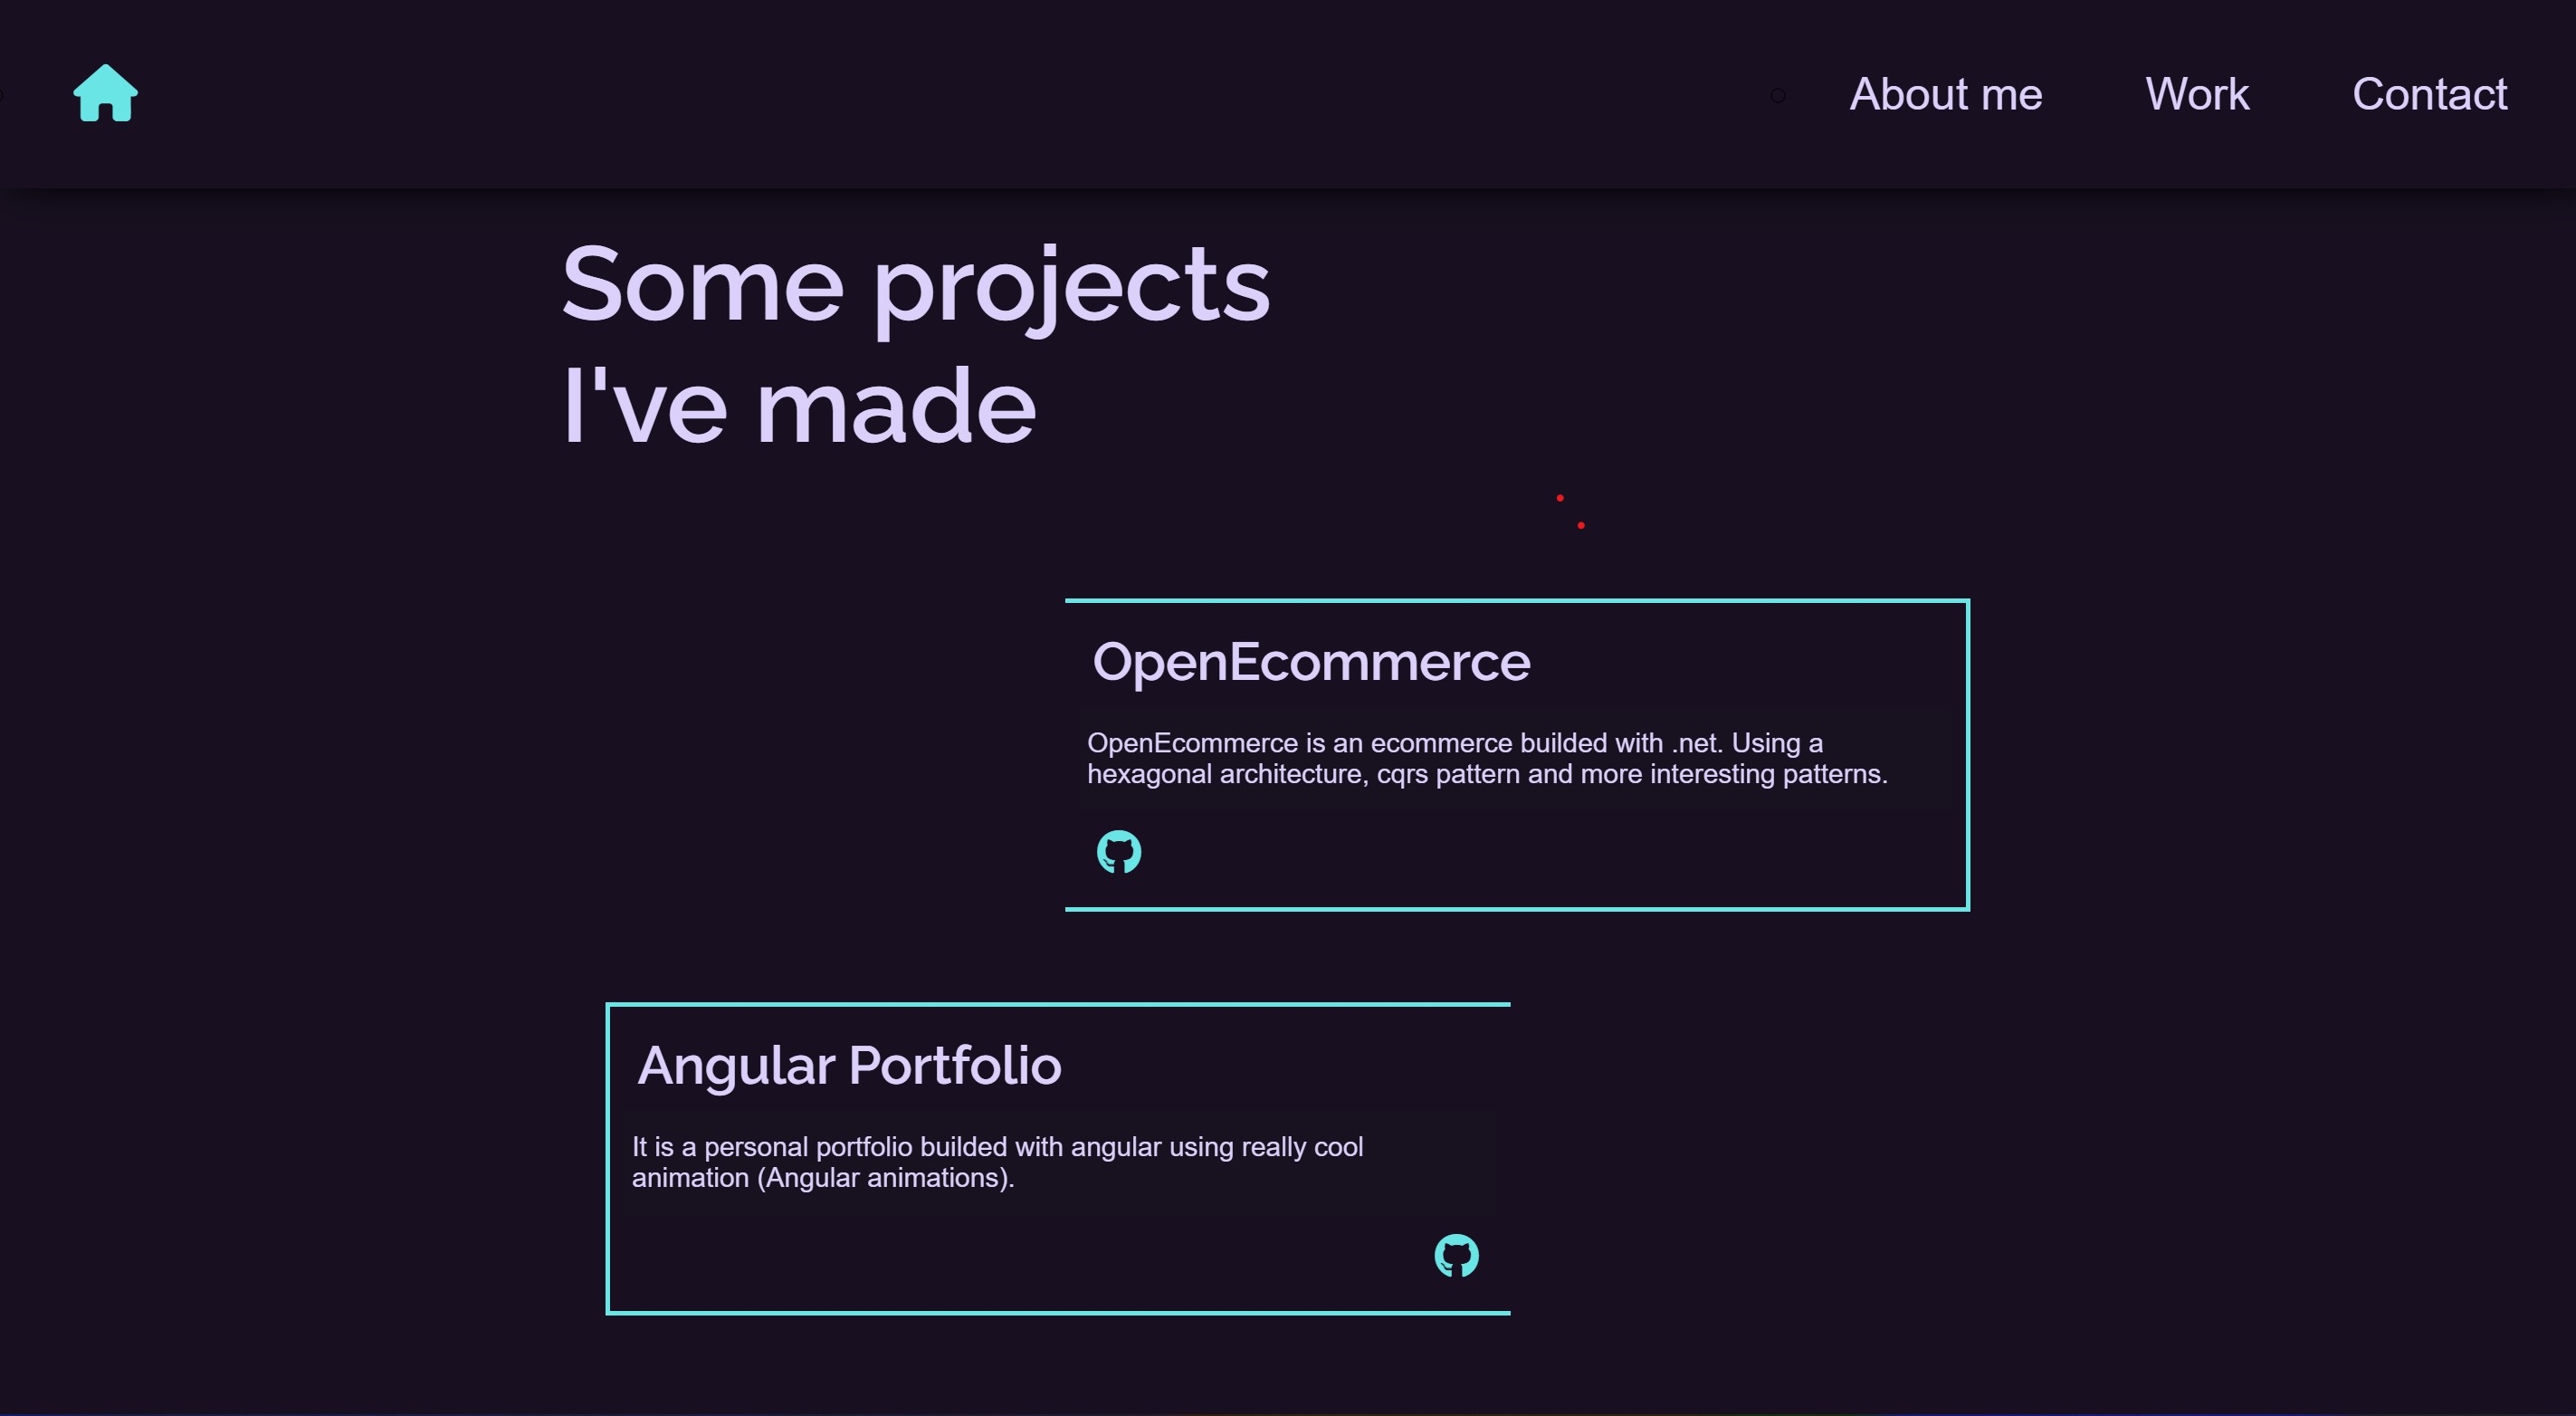 About me Work Contact
Some projects
I've made
OpenEcommerce
OpenEcommerce is an ecommerce builded with .net. Using a
hexagonal architecture, cqrs pattern and more interesting patterns.
Angular Portfolio
It is a personal portfolio builded with angular using really cool
animation (Angular animations).